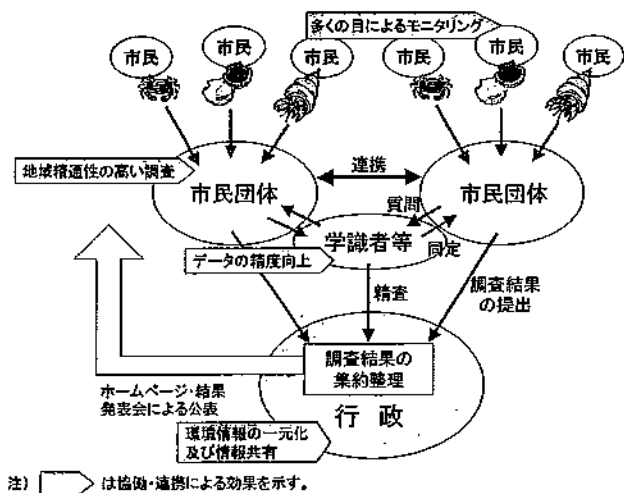 多くの目によるモニタリング
市民
市民
市民
市民
市民
市民
地域精通性の高い調査
市民団体
連携
市民団体
質問
学識者等
同定
データの精度向上
精査
調査結果
の提出
調査結果の
集約整理
ホームページ・結果
発表会による公表
行政
環境情報の一元化
及び情報共有
注) は協働・連携による効果を示す。